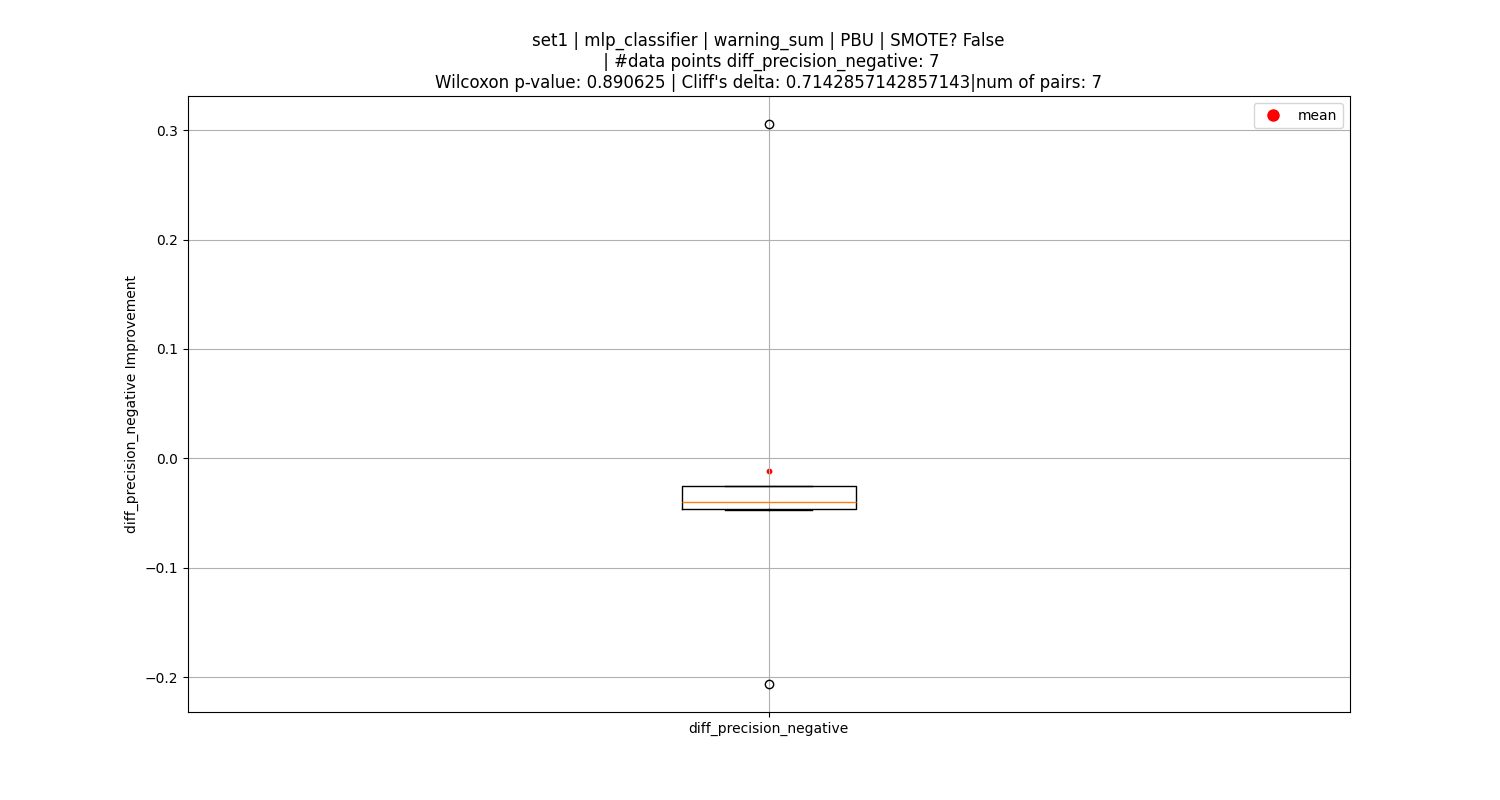 set1 | mlp_classifier | warning_sum | PBU | SMOTE? False
| #data points diff_precision_negative: 7
Wilcoxon p-value: 0.890625 | Cliff's delta: 0.7142857142857143|num of pairs: 7
mean
0.3
0.2
0.1
0.0
−0.1
−0.2
diff_precision_negative Improvement
diff_precision_negative